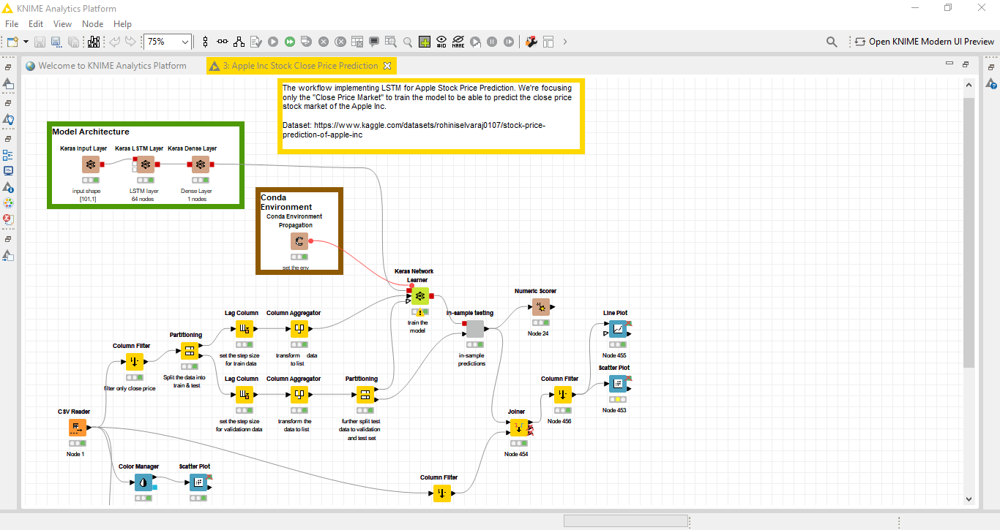 KNIME Analytics Platform
File Edit View Node Help
75%
#ID
NAME
Open KNIME Modern UI Preview
Welcome to KNIME Analytics Platform
3: Apple Inc Stock Close Price Prediction
The workflow implementing LSTM for Apple Stock Price Prediction. We're focusing
only the "Close Price Market" to train the model to be able to predict the close price
stock market of the Apple Inc.
Dataset: https://www.kaggle.com/datasets/rohiniselvaraj0107/stock-price-
prediction-of-apple-inc
Model Architecture
Keras Input Layer
Keras LSTM Layer
Keras Dense Layer
input shape
[101,1]
LSTM layer
64 nodes
Dense Layer
1 nodes
Conda
Environment
Conda Environment
Propagation
C
set the env
Keras Network
Learner
train the
model
Numeric Scorer
Node 24
in-sample testing
in-sample
predictions
Line Plot
Node 455
Scatter Plot
Node 453
Lag Column
set the step size
for train data
Column Aggregator
transform data
to list
Partitioning
Split the data into
train & test
Column Filter
filter only close price
Lag Column
set the step size
for validationn data
Column Aggregator
transform the
data to list
Partitioning
further split test
data to validation
and test set
Column Filter
Node 456
Joiner
Node 454
CSV Reader
Node 1
Color Manager
Scatter Plot
Column Filter